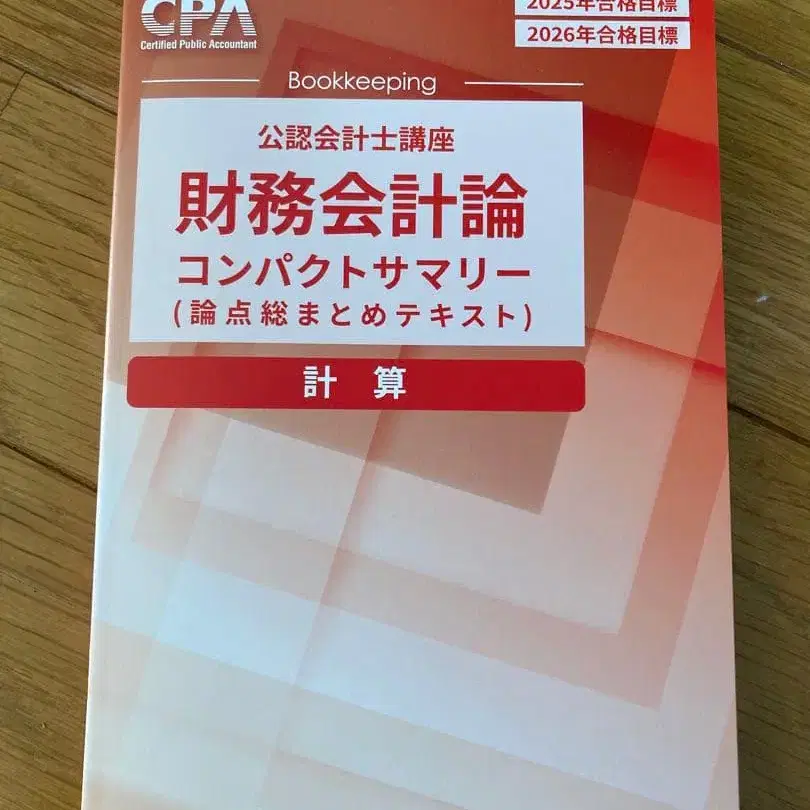 CPA
Certified Public Accountant
2025年合格目標
2026年合格目標
Bookkeeping
公認会計士講座
財務会計論
コンパクトサマリー
(論点総まとめテキスト)
計算